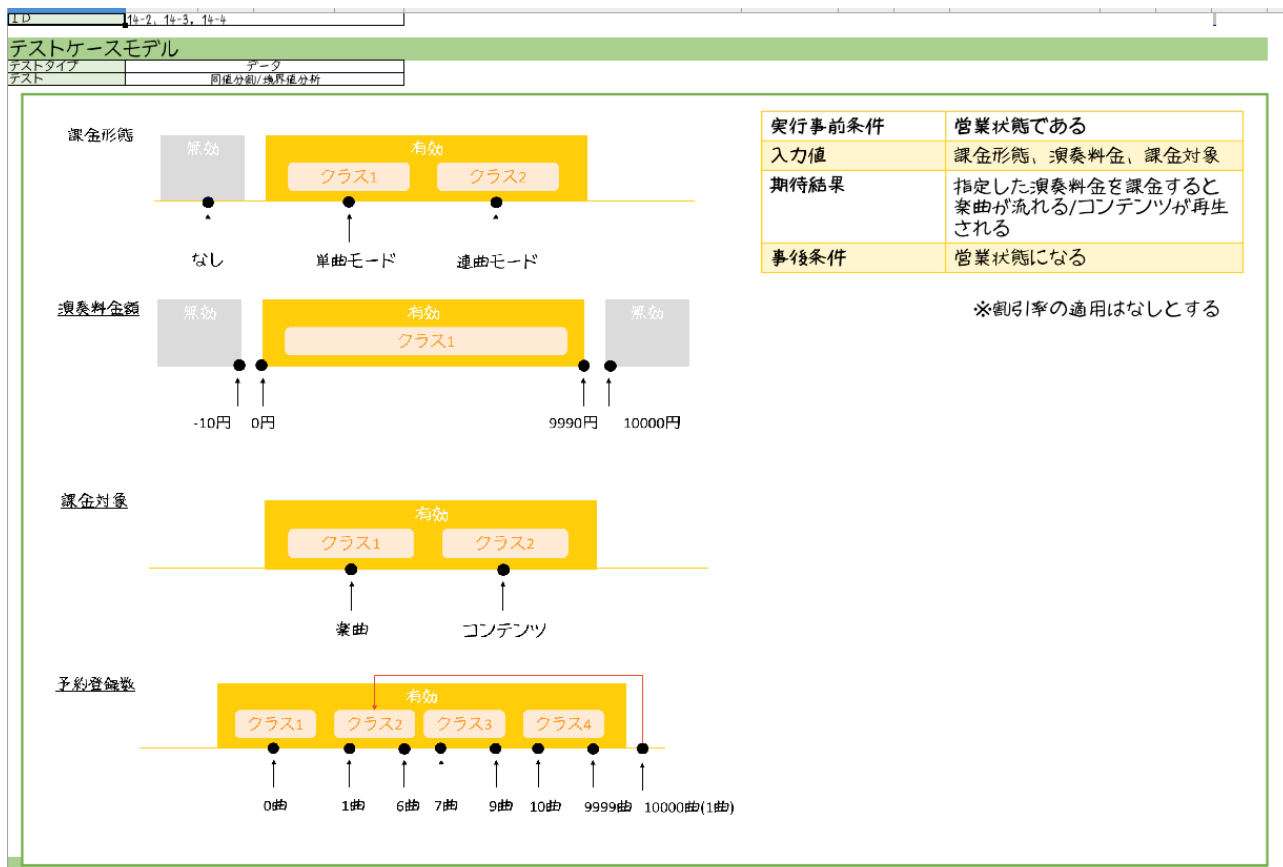 ID
14-2, 14-3, 14-4
テストケースモデル
テストタイプ
データ
テスト
同値分割/境界値分析
課金形態
無効
有効
クラス1
クラス2
なし
単曲モード
連曲モード
実行事前条件
営業状態である
入力値
課金形態、演奏料金、課金対象
期待結果
指定した演奏料金を課金すると
楽曲が流れる/コンテンツが再生
される
事後条件
営業状態になる
※割引率の適用はなしとする
演奏料金額
無効
有効
無効
クラス1
-10円
0円
9990円
10000円
課金対象
有効
クラス1
クラス2
楽曲
コンテンツ
予約登録数
有効
クラス1
クラス2
クラス3
クラス4
0曲
1曲
6曲
7曲
9曲
10曲
9999曲
10000曲(1曲)